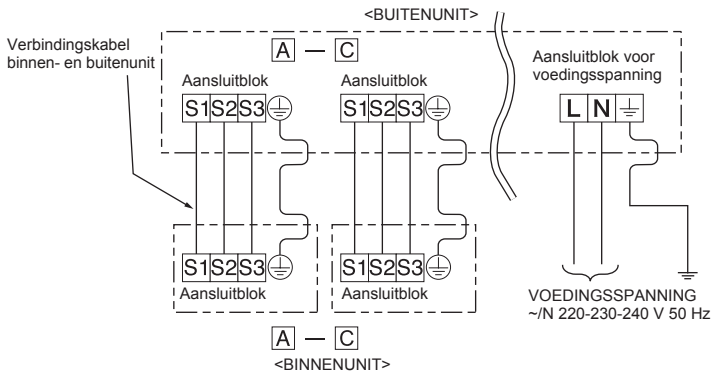 <BUITENUNIT>
Verbindingskabel
binnen- en buitenunit
A — C
Aansluitblok
S1 S2 S3
Aansluitblok
S1 S2 S3
Aansluitblok voor
voedingsspanning
L N
S1 S2 S3
Aansluitblok
S1 S2 S3
Aansluitblok
VOEDINGSSPANNING
~/N 220-230-240 V 50 Hz
A — C
<BINNENUNIT>